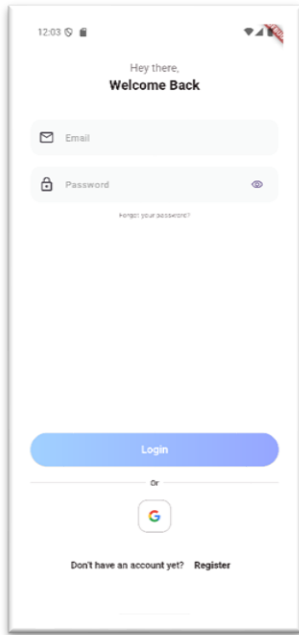 12:03
Hey there,
Welcome Back
Email
Password
Forgot your password?
Login
Or
G
Don't have an account yet? Register